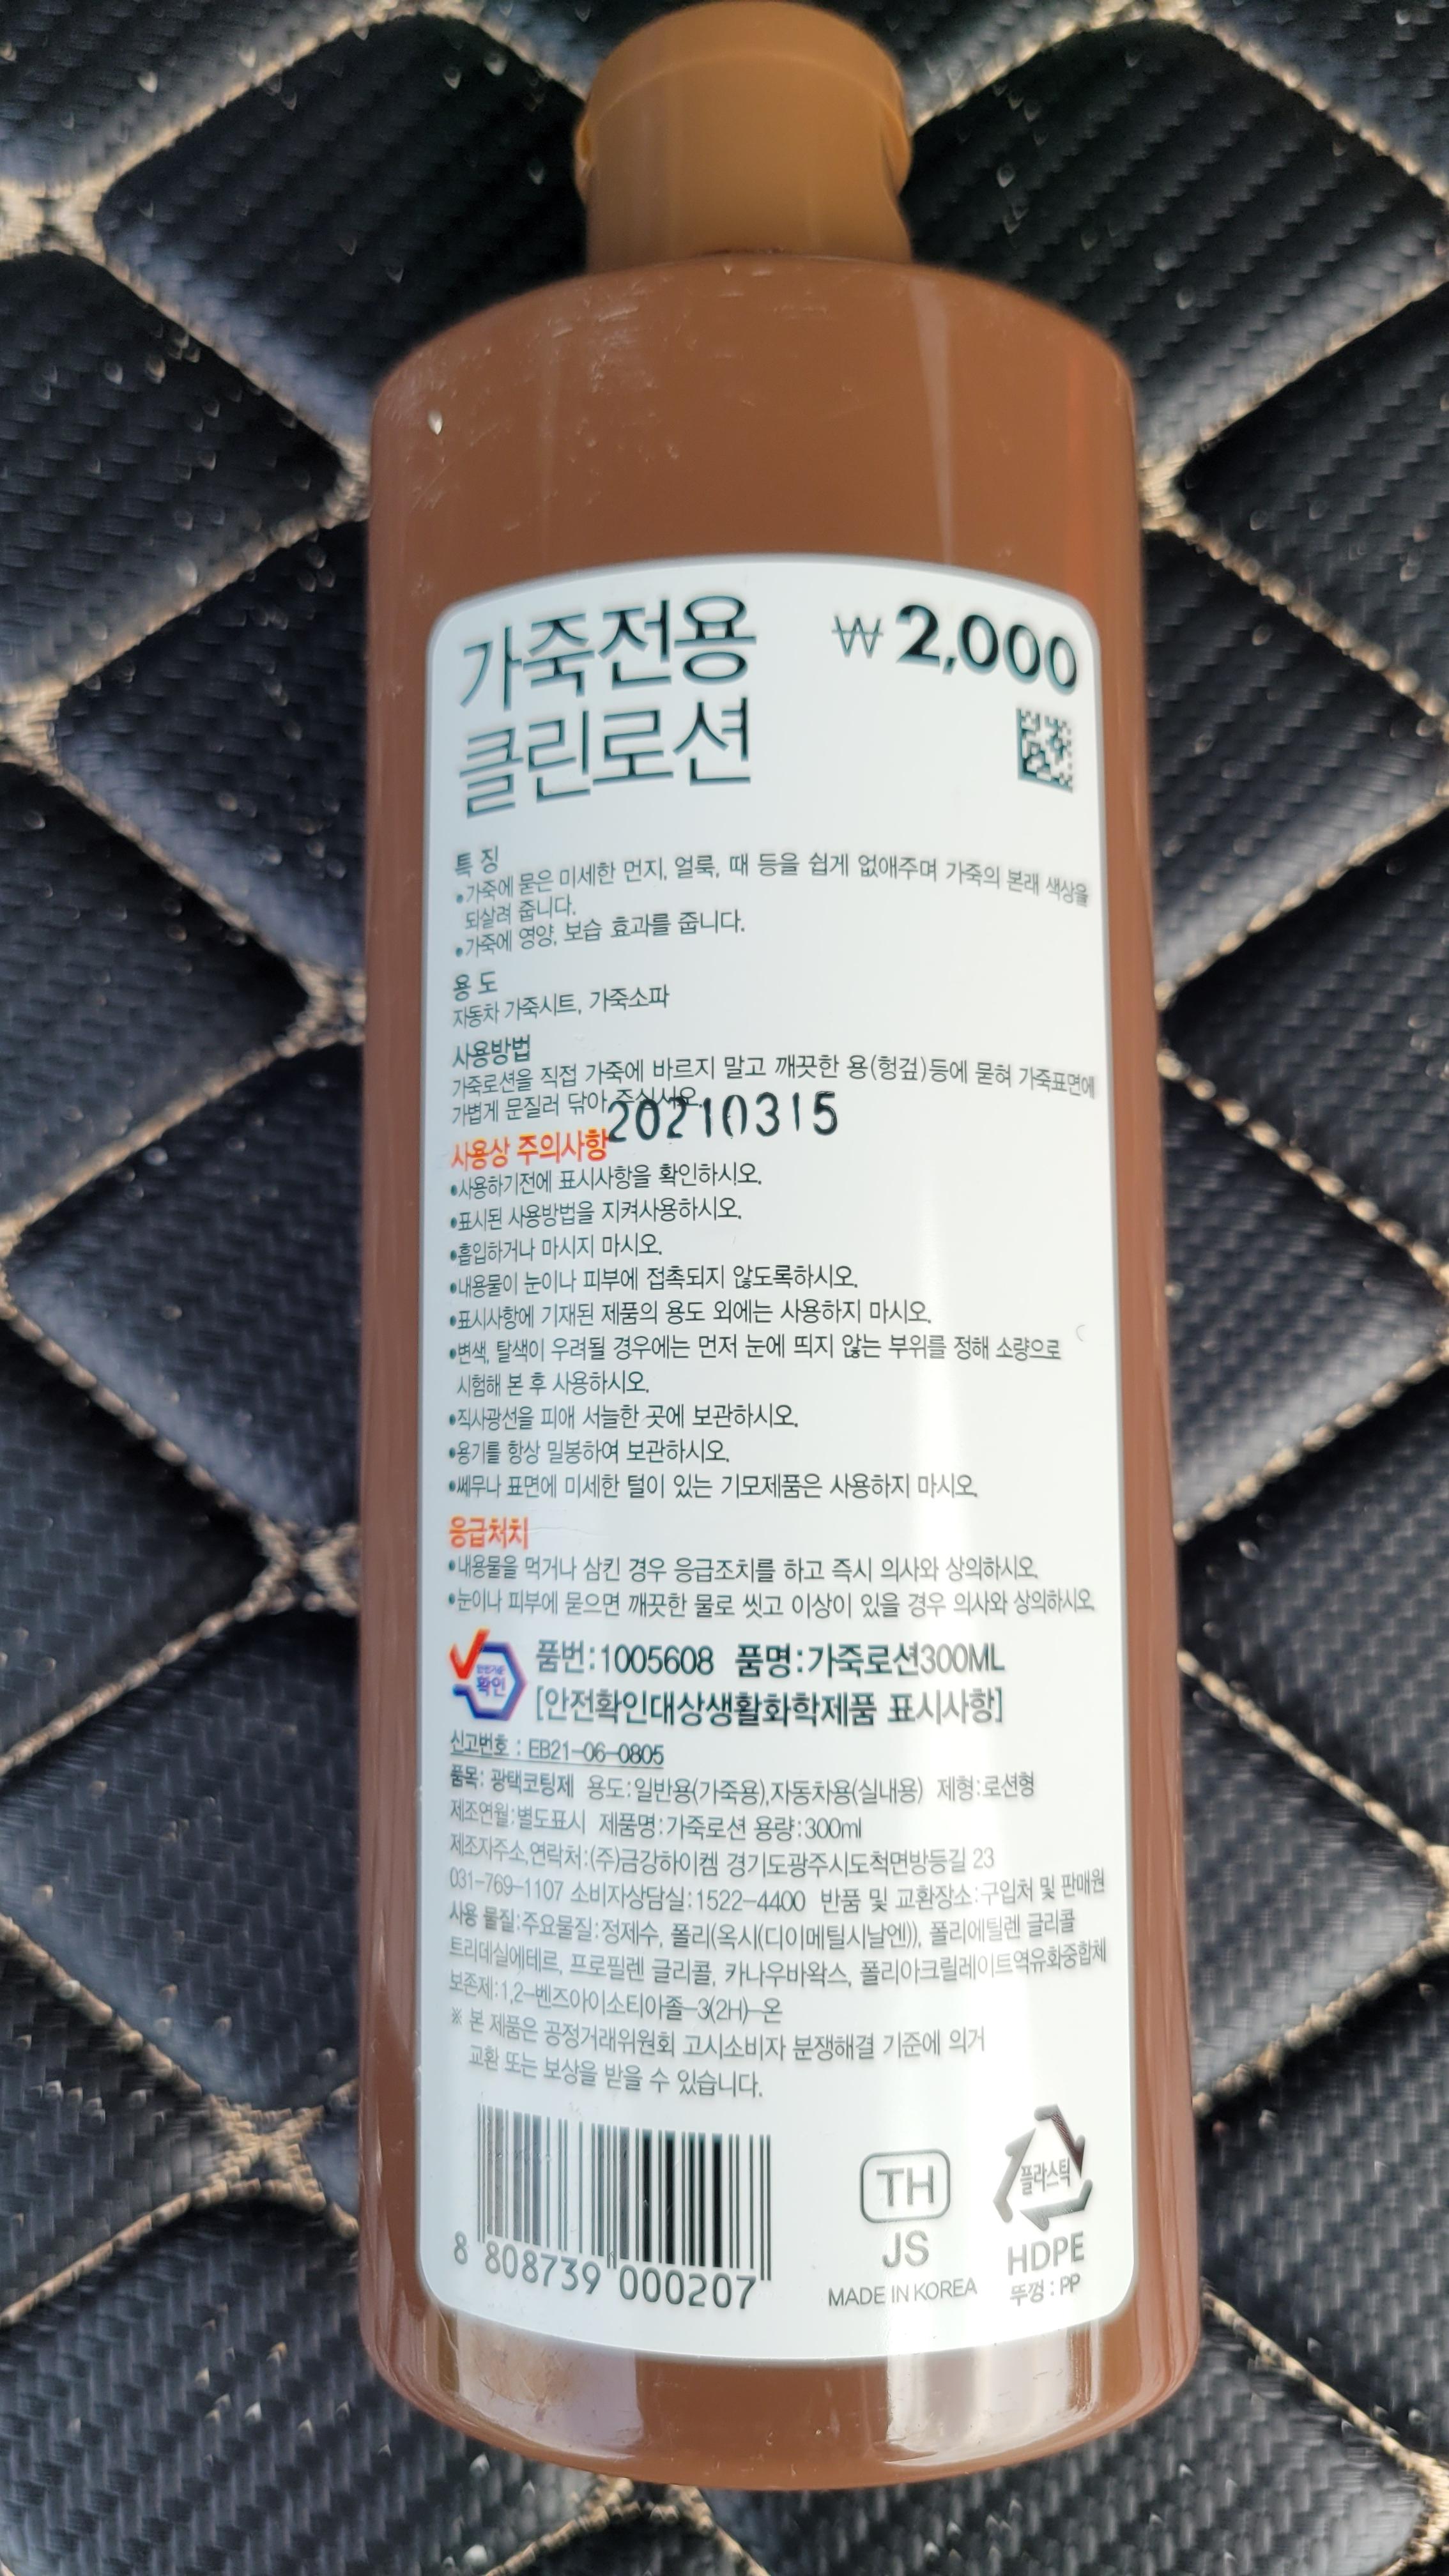 가죽전용 ₩2,000
클린로션
특 징
•가죽에 묻은 미세한 먼지, 얼룩, 때 등을 쉽게 없애주며 가죽의 본래 색상을
되살려 줍니다.
•가죽에 영양, 보습 효과를 줍니다.
용 도
자동차 가죽시트, 가죽소파
사용방법
가죽로션을 직접 가죽에 바르지 말고 깨끗한 융(헝겊)등에 묻혀 가죽표면에
가볍게 문질러 닦아 주십시오.
20210315
사용상 주의사항
•사용하기전에 표시사항을 확인하시오.
•표시된 사용방법을 지켜사용하시오.
•흡입하거나 마시지 마시오.
•내용물이 눈이나 피부에 접촉되지 않도록하시오.
•표시사항에 기재된 제품의 용도 외에는 사용하지 마시오.
•변색, 탈색이 우려될 경우에는 먼저 눈에 띄지 않는 부위를 정해 소량으로
시험해 본 후 사용하시오.
•직사광선을 피애 서늘한 곳에 보관하시오.
•용기를 항상 밀봉하여 보관하시오.
•쎄무나 표면에 미세한 털이 있는 기모제품은 사용하지 마시오.
응급처치
•내용물을 먹거나 삼킨 경우 응급조치를 하고 즉시 의사와 상의하시오.
•눈이나 피부에 묻으면 깨끗한 물로 씻고 이상이 있을 경우 의사와 상의하시오.
확인
품번:1005608 품명:가죽로션300ML
[안전확인대상생활화학제품 표시사항]
신고번호 : EB21-06-0805
품목: 광택코팅제 용도:일반용(가죽용),자동차용(실내용) 제형:로션형
제조연월:별도표시 제품명:가죽로션 용량:300ml
제조자주소,연락처:(주)금강하이켐 경기도광주시도척면방등길 23
031-769-1107 소비자상담실:1522-4400 반품 및 교환장소:구입처 및 판매원
사용 물질:주요물질:정제수, 폴리(옥시(디이메틸시날엔)), 폴리에틸렌 글리콜
트리데실에테르, 프로필렌 글리콜, 카나우바왁스, 폴리아크릴레이트역유화중합체
보존제:1,2-벤즈아이소티아졸-3(2H)-온
※ 본 제품은 공정거래위원회 고시소비자 분쟁해결 기준에 의거
교환 또는 보상을 받을 수 있습니다.
8 808739 000207
TH
JS
MADE IN KOREA
플라스틱
HDPE
뚜껑 : PP